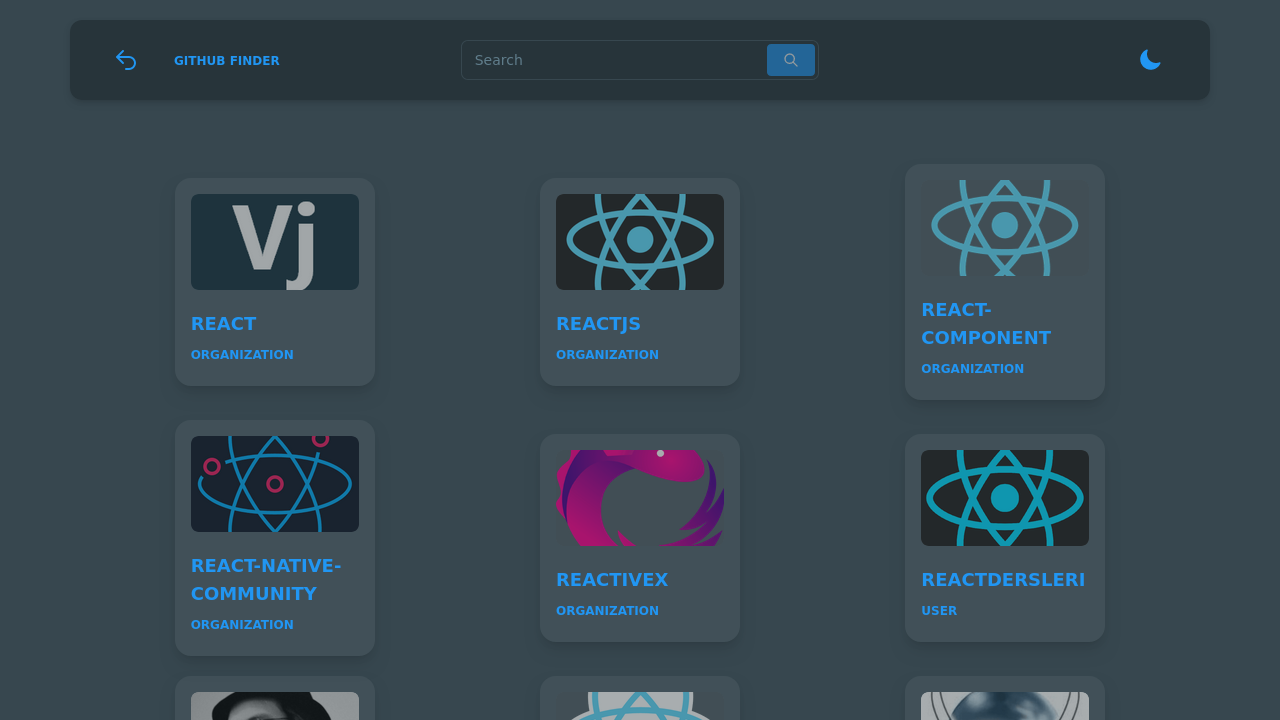 GITHUB FINDER
Search
Vj
REACT
ORGANIZATION
REACTJS
ORGANIZATION
REACT-
COMPONENT
ORGANIZATION
REACT-NATIVE-
COMMUNITY
ORGANIZATION
REACTIVEX
ORGANIZATION
REACTDERSLERI
USER